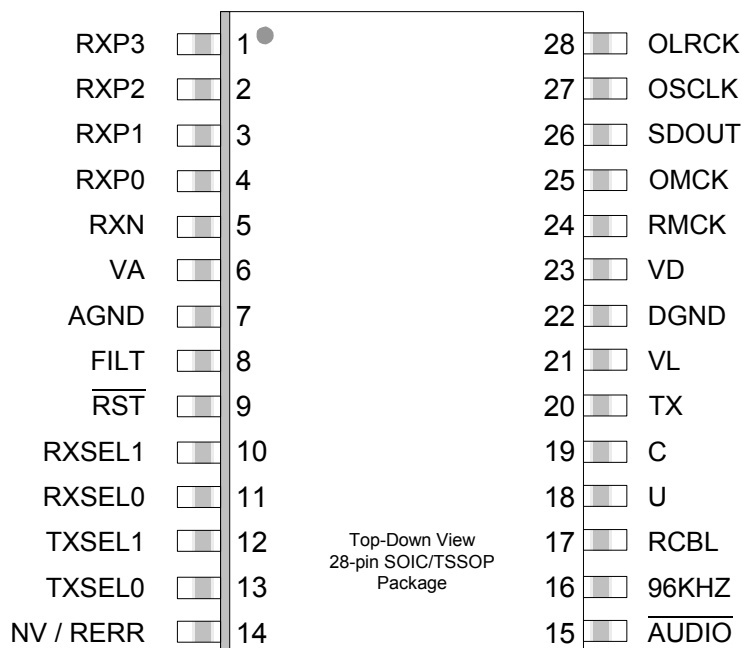 RXP3 1 28 OLRCK
RXP2 2 27 OSCLK
RXP1 3 26 SDOUT
RXP0 4 25 OMCK
RXN 5 24 RMCK
VA 6 23 VD
AGND 7 22 DGND
FILT 8 21 VL
RST 9 20 TX
RXSEL1 10 19 C
RXSEL0 11 18 U
TXSEL1 12 Top-Down View 17 RCBL
28-pin SOIC/TSSOP
TXSEL0 13 Package 16 96KHZ
NV / RERR 14 15 AUDIO